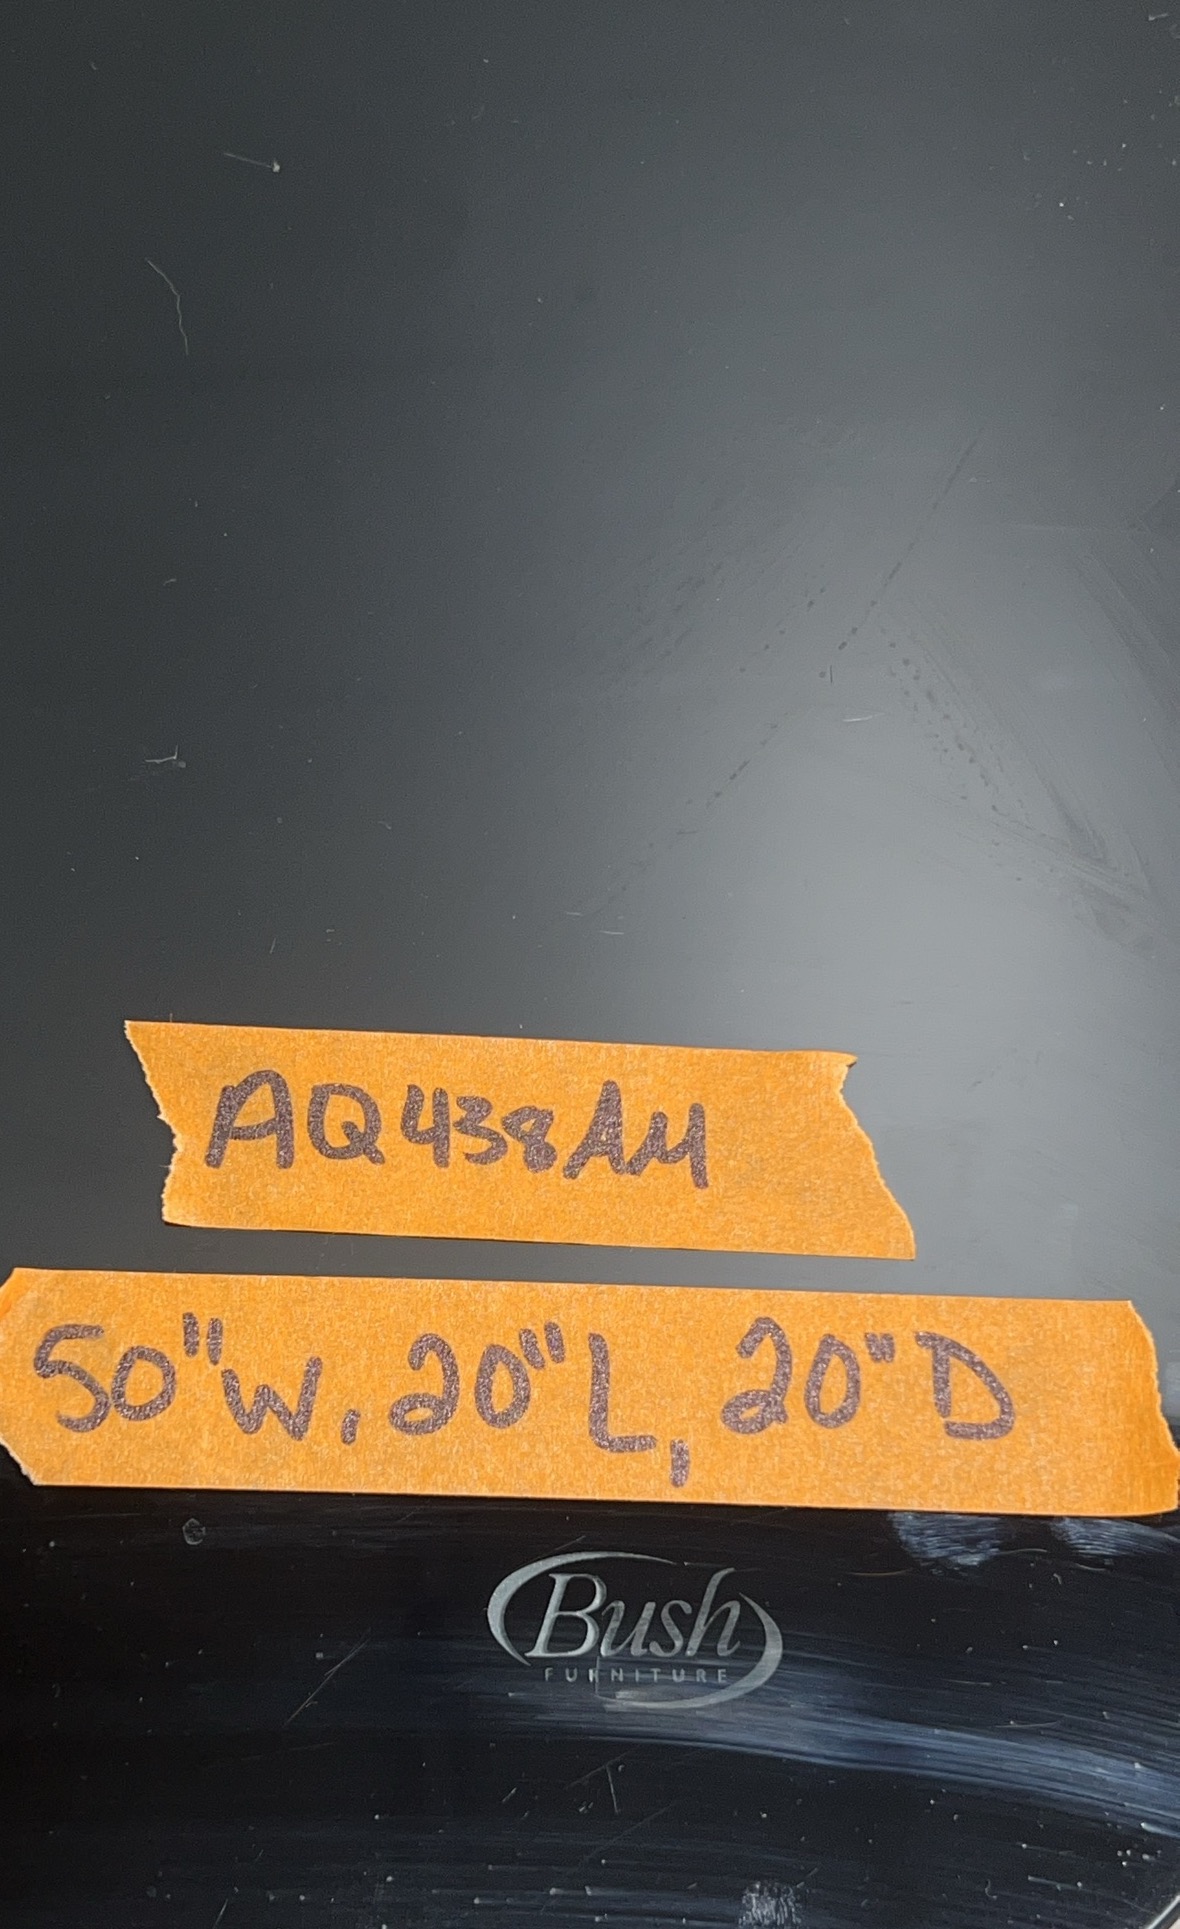 AQ438AM
50"W, 20"L, 20"D
Bush
FURNITURE